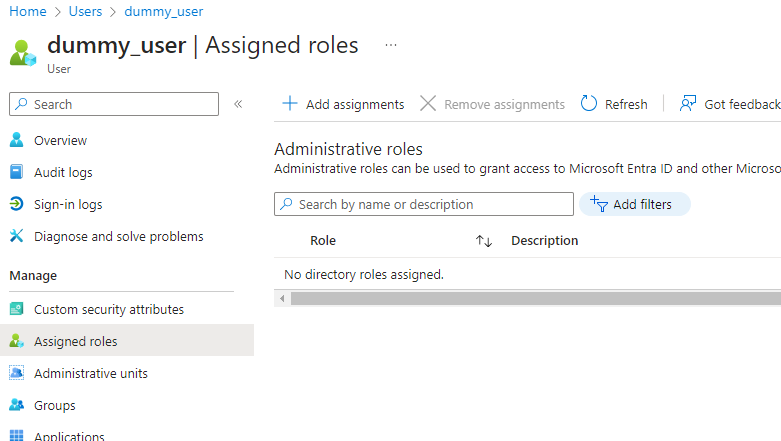 Home > Users > dummy_user
dummy_user | Assigned roles ...
User
Search «
Overview
Audit logs
Sign-in logs
Diagnose and solve problems
Manage
Custom security attributes
Assigned roles
Administrative units
Groups
Applications
Add assignments Remove assignments Refresh Got feedback
Administrative roles
Administrative roles can be used to grant access to Microsoft Entra ID and other Microso
Search by name or description Add filters
Role Description
No directory roles assigned.